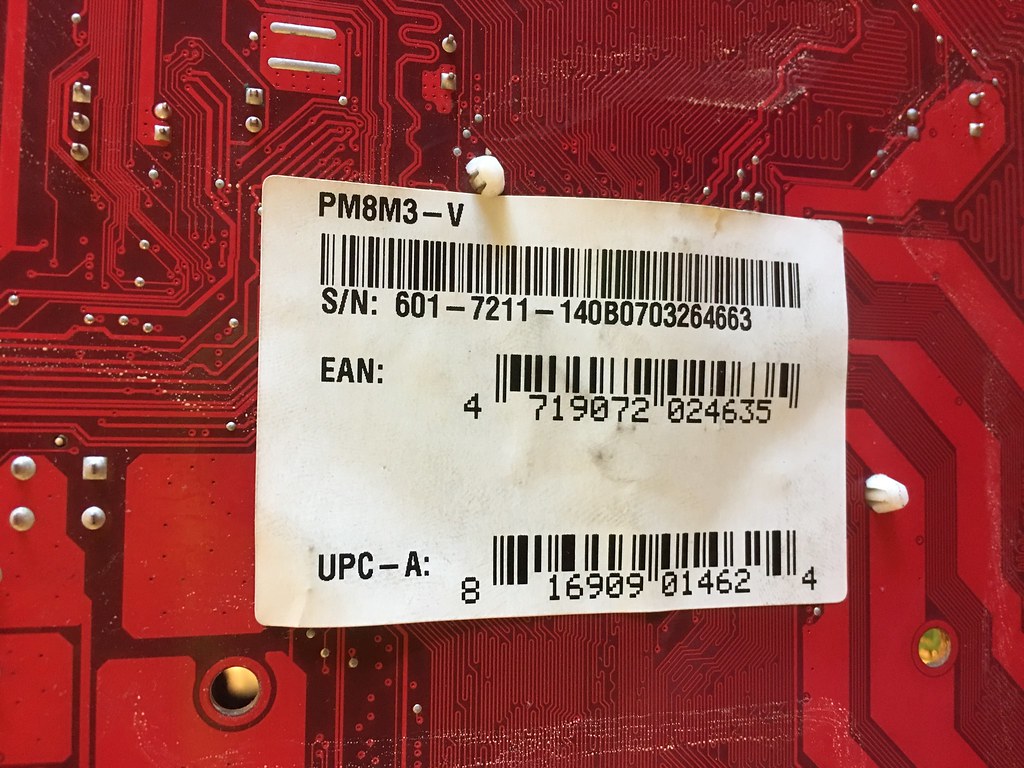 PM8M3-V
S/N: 601-7211-140B0703264663
EAN:
4 719072 024635
UPC-A:
8 16909 01462 4